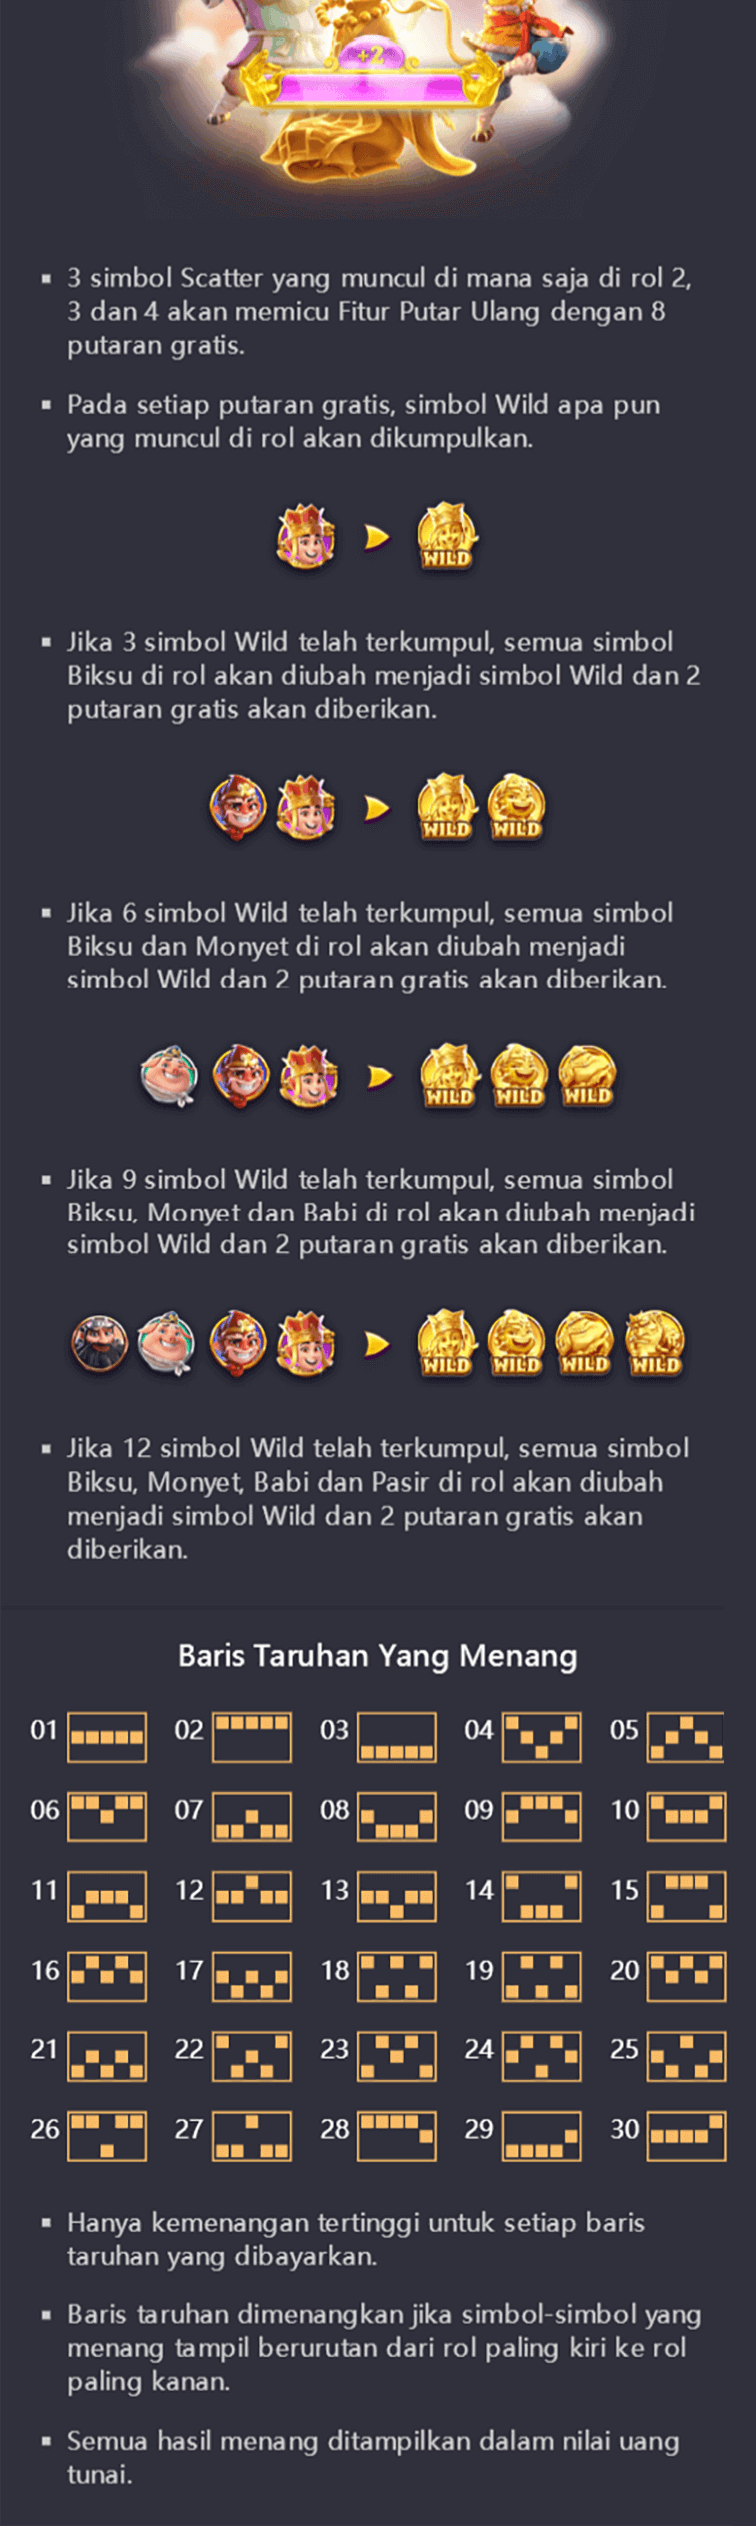 +2
3 simbol Scatter yang muncul di mana saja di rol 2,
3 dan 4 akan memicu Fitur Putar Ulang dengan 8
putaran gratis.
Pada setiap putaran gratis, simbol Wild apa pun
yang muncul di rol akan dikumpulkan.
WILD
Jika 3 simbol Wild telah terkumpul, semua simbol
Biksu di rol akan diubah menjadi simbol Wild dan 2
putaran gratis akan diberikan.
WILD WILD
Jika 6 simbol Wild telah terkumpul, semua simbol
Biksu dan Monyet di rol akan diubah menjadi
simbol Wild dan 2 putaran gratis akan diberikan.
WILD WILD WILD
Jika 9 simbol Wild telah terkumpul, semua simbol
Biksu, Monyet dan Babi di rol akan diubah menjadi
simbol Wild dan 2 putaran gratis akan diberikan.
WILD WILD WILD WILD
Jika 12 simbol Wild telah terkumpul, semua simbol
Biksu, Monyet, Babi dan Pasir di rol akan diubah
menjadi simbol Wild dan 2 putaran gratis akan
diberikan.
Baris Taruhan Yang Menang
01 02 03 04 05
06 07 08 09 10
11 12 13 14 15
16 17 18 19 20
21 22 23 24 25
26 27 28 29 30
Hanya kemenangan tertinggi untuk setiap baris
taruhan yang dibayarkan.
Baris taruhan dimenangkan jika simbol-simbol yang
menang tampil berurutan dari rol paling kiri ke rol
paling kanan.
Semua hasil menang ditampilkan dalam nilai uang
tunai.